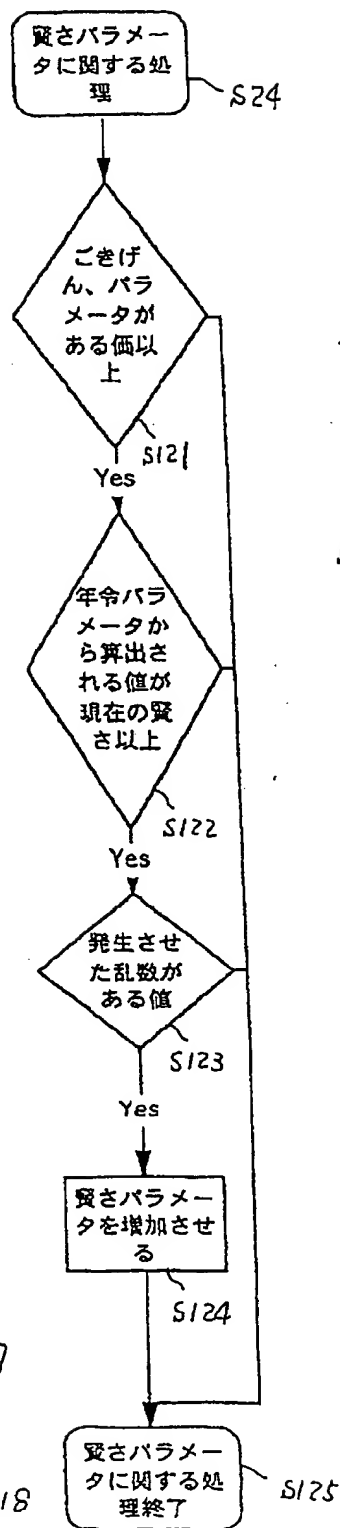 賢さパラメー
タに関する処
理
S24
ごきげ
ん、パラ
メータが
ある価以
上
S121
Yes
年令パラ
メータか
ら算出さ
れる値が
現在の賢
さ以上
S122
Yes
発生させ
た乱数が
ある値
S123
Yes
賢さパラメー
タを増加させ
る
S124
賢さパラメー
タに関する処
理終了
S125
18